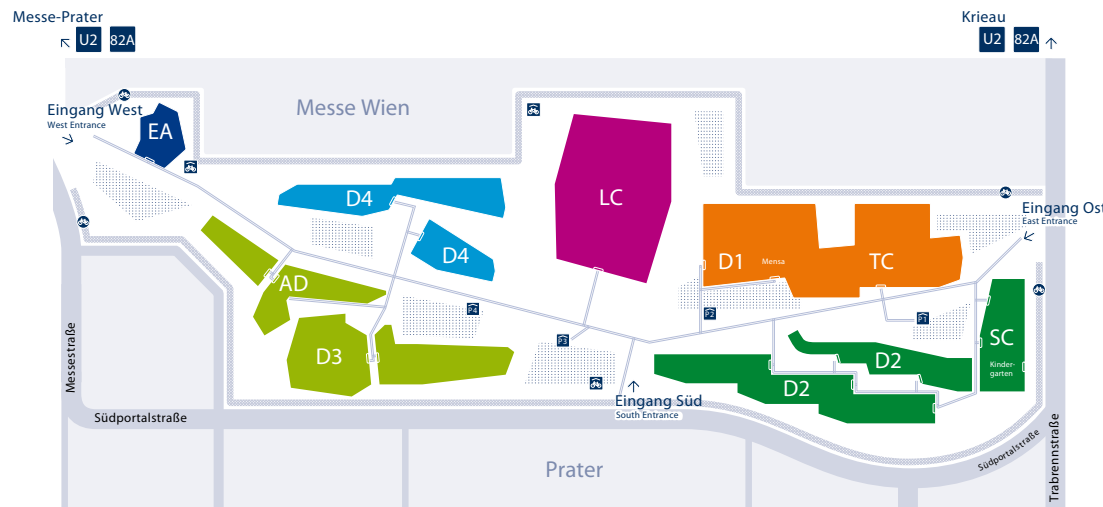 Messe-Prater
U2 82A
Krieau
U2 82A
Messe Wien
Eingang West
West Entrance
EA
D4
LC
D4
Eingang Ost
East Entrance
D1
Mensa
TC
AD
P4
P2
P1
P3
D3
SC
Kinder-
garten
D2
D2
Eingang Süd
South Entrance
Messestraße
Südportalstraße
Südportalstraße
Trabrennstraße
Prater